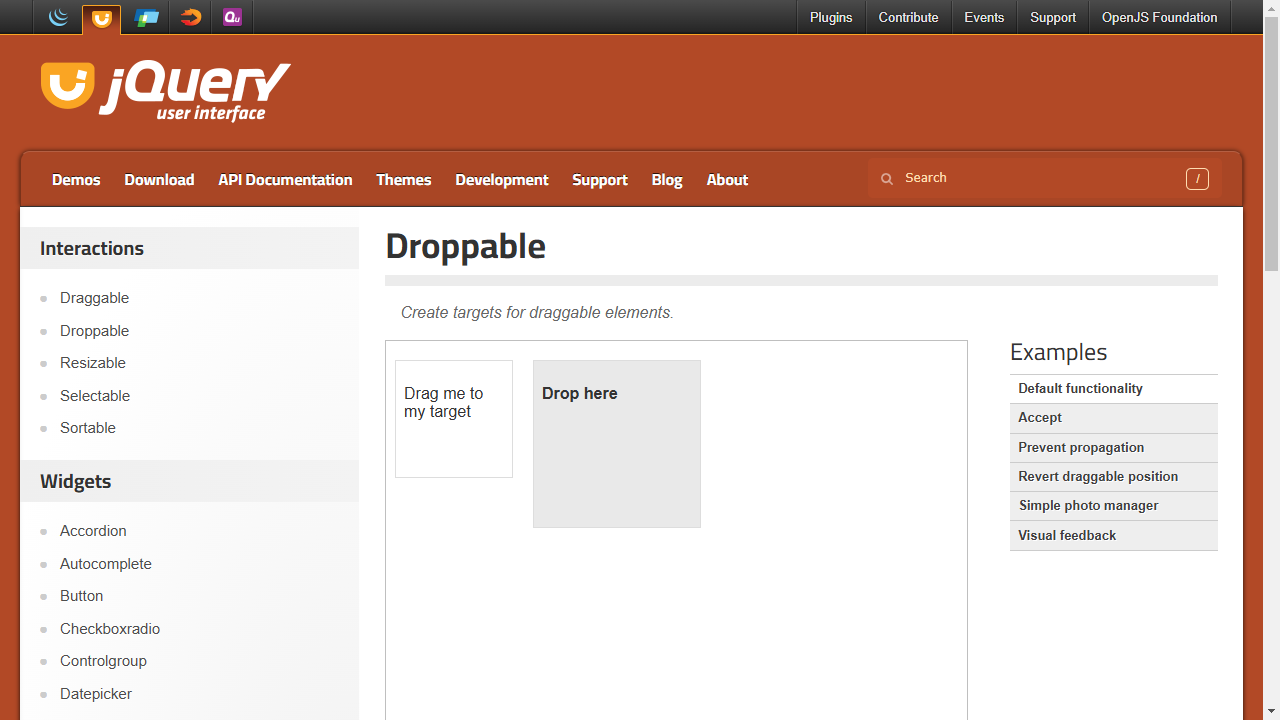 Plugins
Contribute
Events
Support
OpenJS Foundation
jQuery
user interface
Demos
Download
API Documentation
Themes
Development
Support
Blog
About
Search
/
Interactions
Draggable
Droppable
Resizable
Selectable
Sortable
Widgets
Accordion
Autocomplete
Button
Checkboxradio
Controlgroup
Datepicker
Droppable
Create targets for draggable elements.
Drag me to
my target
Drop here
Examples
Default functionality
Accept
Prevent propagation
Revert draggable position
Simple photo manager
Visual feedback